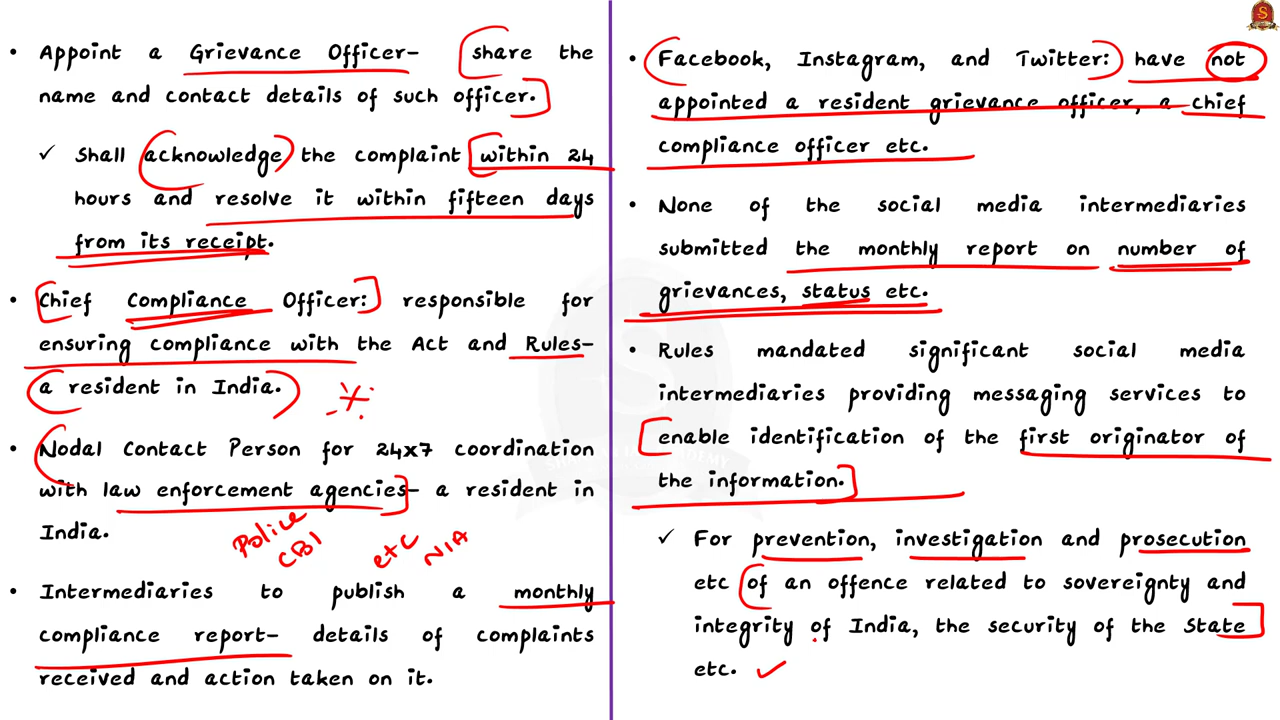 • Appoint a Grievance Officer- share the
name and contact details of such officer.
✓ Shall acknowledge the complaint within 24
hours and resolve it within fifteen days
from its receipt.
• Chief Compliance Officer: responsible for
ensuring compliance with the Act and Rules-
a resident in India.
• Nodal Contact Person for 24x7 coordination
with law enforcement agencies- a resident in
India.
Police
CBI
etc NIA
• Intermediaries to publish a monthly
compliance report- details of complaints
received and action taken on it.
• Facebook, Instagram, and Twitter: have not
appointed a resident grievance officer, a chief
compliance officer etc.
• None of the social media intermediaries
submitted the monthly report on number of
grievances, status etc.
• Rules mandated significant social media
intermediaries providing messaging services to
enable identification of the first originator of
the information.
✓ For prevention, investigation and prosecution
etc of an offence related to sovereignty and
integrity of India, the security of the State
etc.